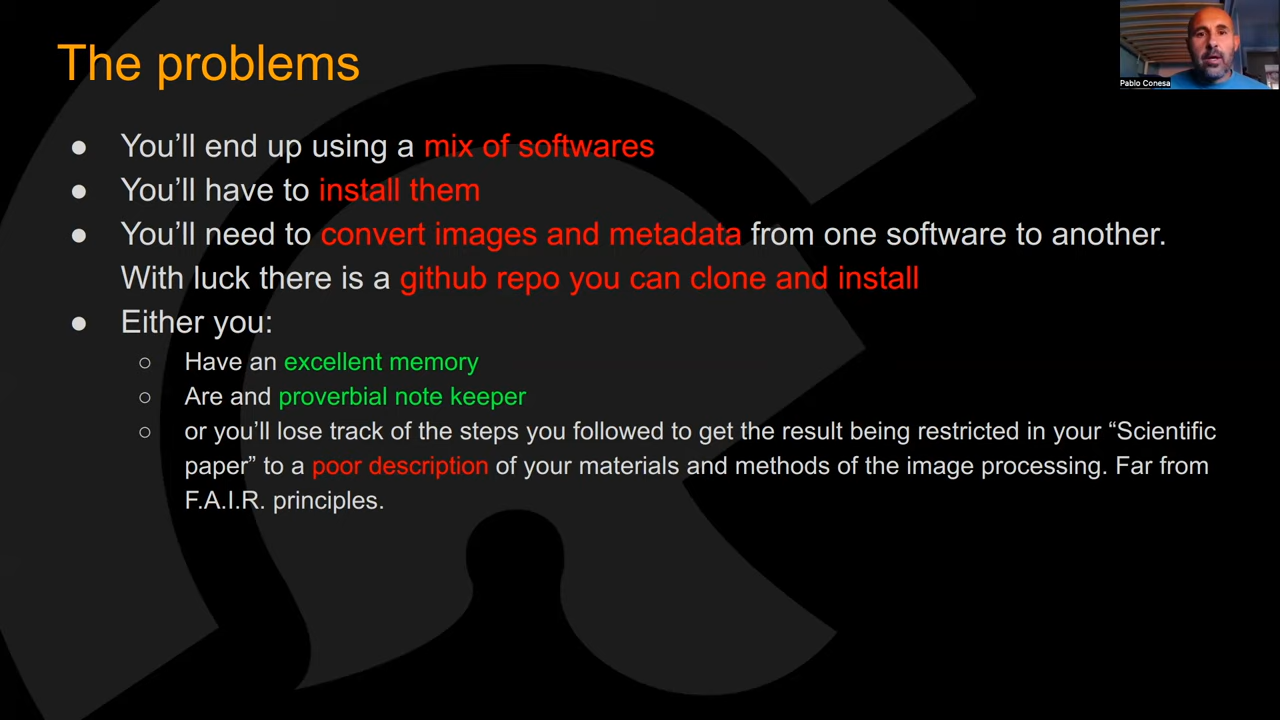 The problems
Pablo Conesa
● You’ll end up using a mix of softwares
● You’ll have to install them
● You’ll need to convert images and metadata from one software to another.
With luck there is a github repo you can clone and install
● Either you:
○ Have an excellent memory
○ Are and proverbial note keeper
○ or you’ll lose track of the steps you followed to get the result being restricted in your “Scientific
paper” to a poor description of your materials and methods of the image processing. Far from
F.A.I.R. principles.